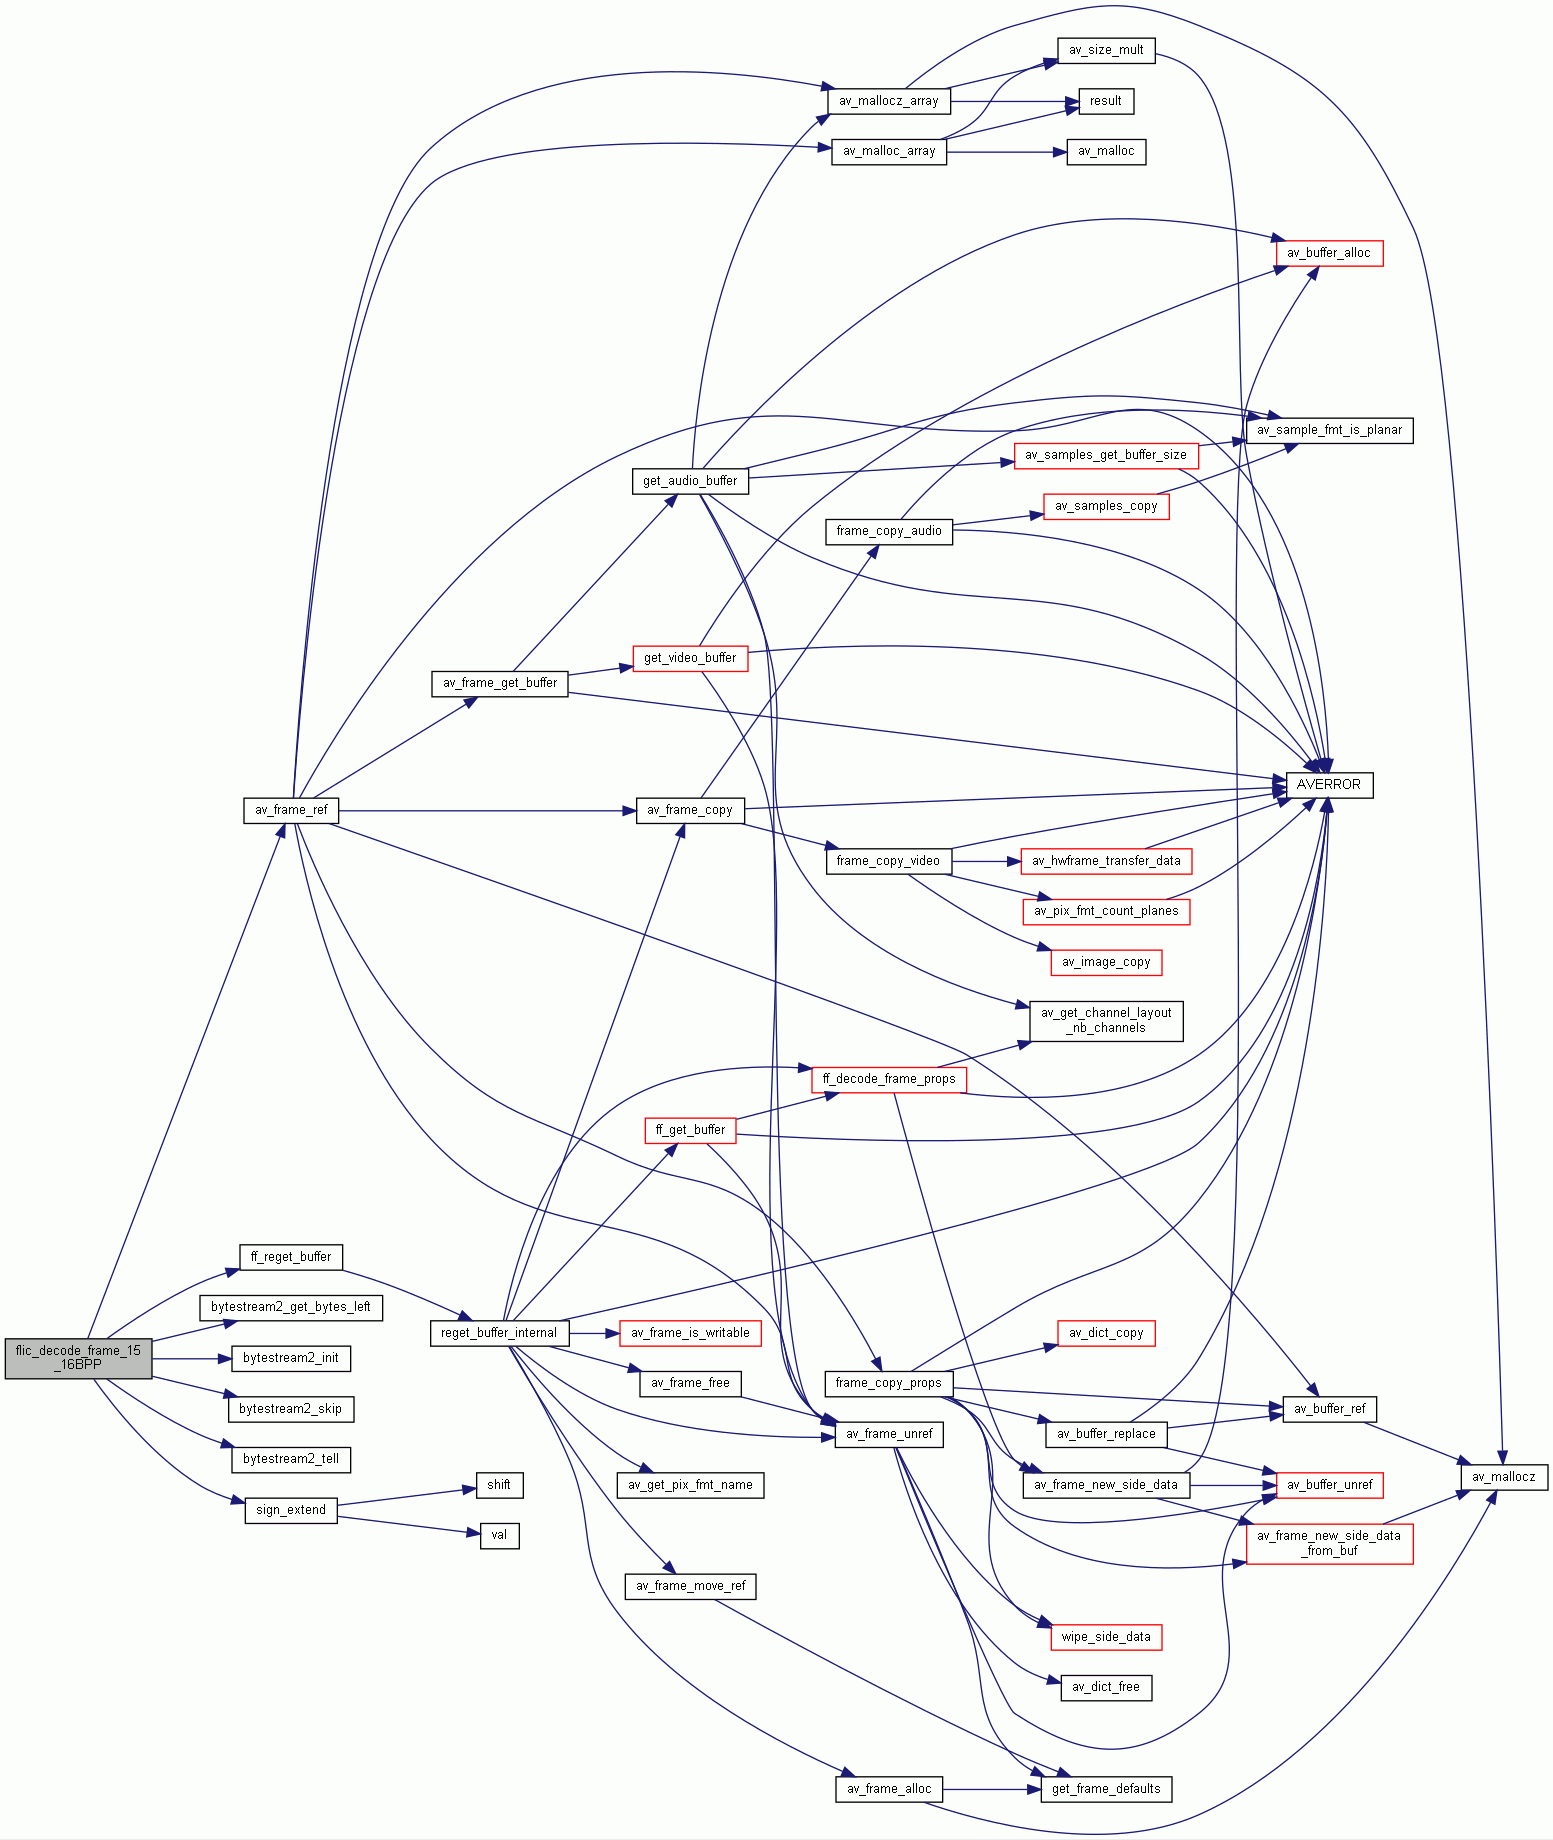 av_size_mult
av_mallocz_array
result
av_malloc_array
av_malloc
av_buffer_alloc
av_sample_fmt_is_planar
av_samples_get_buffer_size
get_audio_buffer
av_samples_copy
frame_copy_audio
get_video_buffer
av_frame_get_buffer
AVERROR
av_frame_ref
av_frame_copy
frame_copy_video
av_hwframe_transfer_data
av_pix_fmt_count_planes
av_image_copy
av_get_channel_layout
_nb_channels
ff_decode_frame_props
ff_get_buffer
ff_reget_buffer
bytestream2_get_bytes_left
reget_buffer_internal
av_frame_is_writable
av_dict_copy
flic_decode_frame_15
_16BPP
bytestream2_init
av_frame_free
frame_copy_props
bytestream2_skip
av_buffer_ref
av_frame_unref
av_buffer_replace
bytestream2_tell
av_mallocz
shift
av_get_pix_fmt_name
av_frame_new_side_data
av_buffer_unref
sign_extend
val
av_frame_new_side_data
_from_buf
av_frame_move_ref
wipe_side_data
av_dict_free
av_frame_alloc
get_frame_defaults